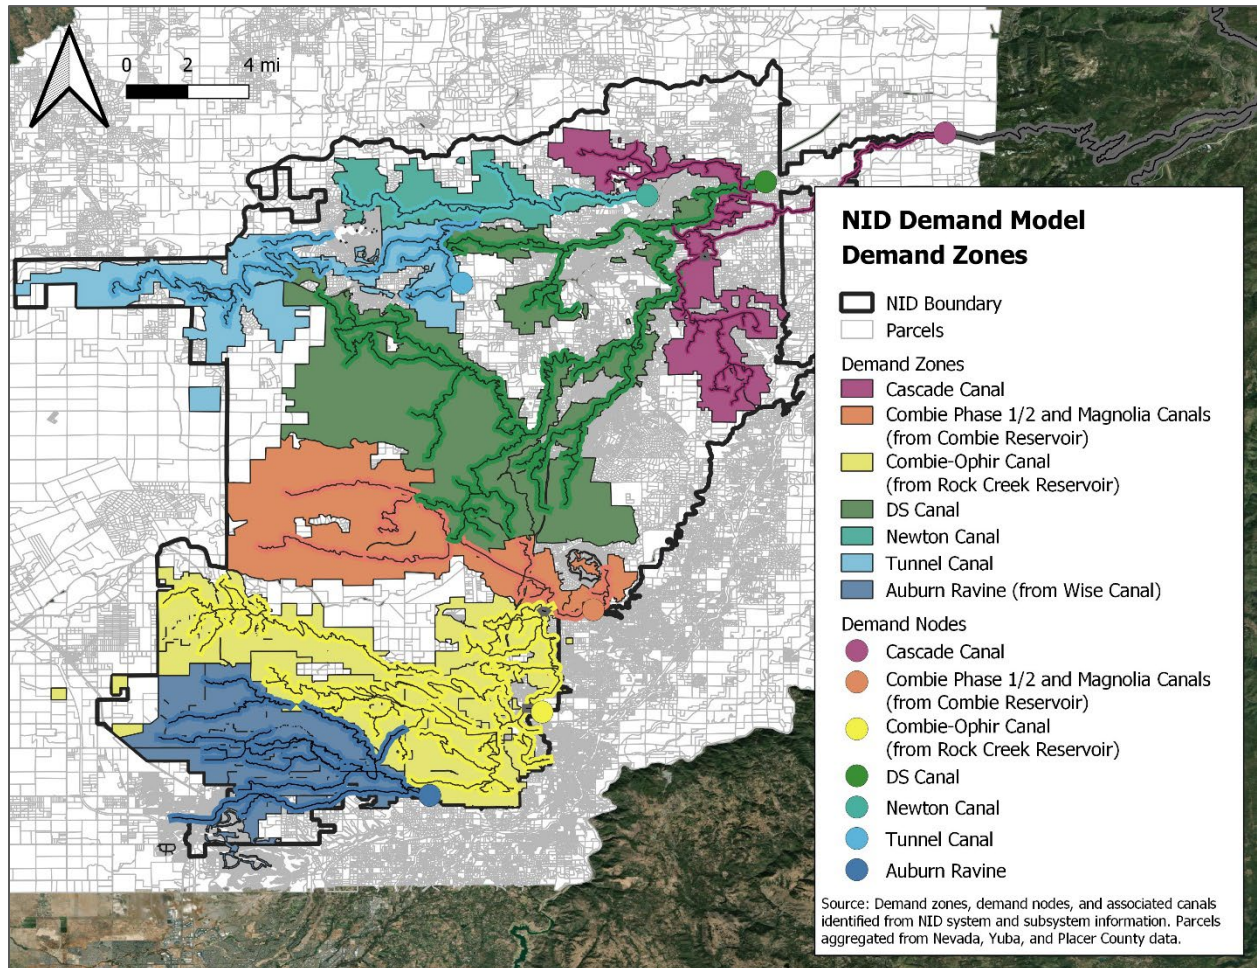 0 2 4 mi
NID Demand Model
Demand Zones
NID Boundary
Parcels
Demand Zones
Cascade Canal
Combie Phase 1/2 and Magnolia Canals
(from Combie Reservoir)
Combie-Ophir Canal
(from Rock Creek Reservoir)
DS Canal
Newton Canal
Tunnel Canal
Auburn Ravine (from Wise Canal)
Demand Nodes
Cascade Canal
Combie Phase 1/2 and Magnolia Canals
(from Combie Reservoir)
Combie-Ophir Canal
(from Rock Creek Reservoir)
DS Canal
Newton Canal
Tunnel Canal
Auburn Ravine
Source: Demand zones, demand nodes, and associated canals
identified from NID system and subsystem information. Parcels
aggregated from Nevada, Yuba, and Placer County data.